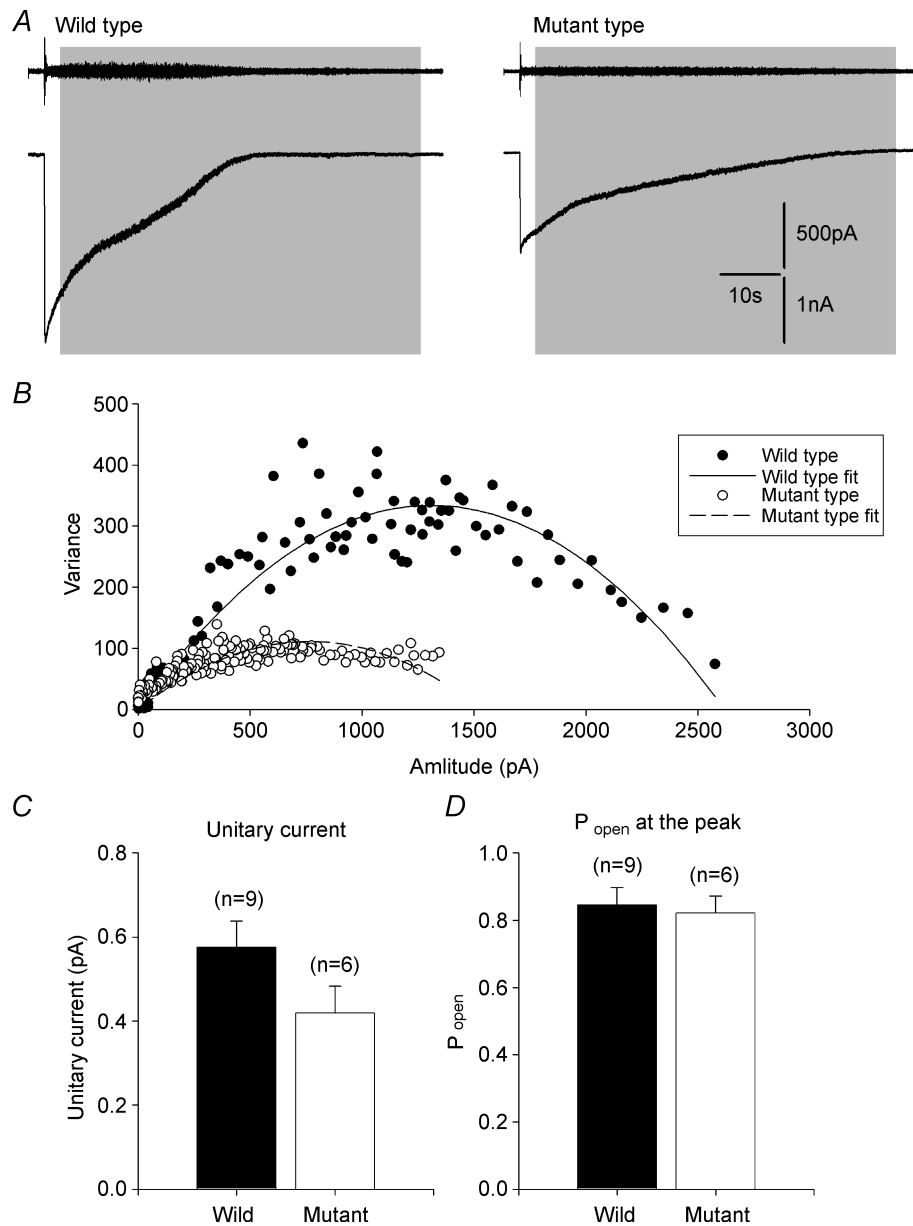 A
Wild type
Mutant type
500pA
10s
1nA
B
500
400
300
200
100
0
Variance
0
500
1000
1500
2000
2500
3000
Amlitude (pA)
Wild type
Wild type fit
Mutant type
Mutant type fit
C
Unitary current
0.8
0.6
0.4
0.2
0.0
Unitary current (pA)
(n=9)
(n=6)
Wild
Mutant
D
P open at the peak
1.0
0.8
0.6
0.4
0.2
0.0
P open
(n=9)
(n=6)
Wild
Mutant